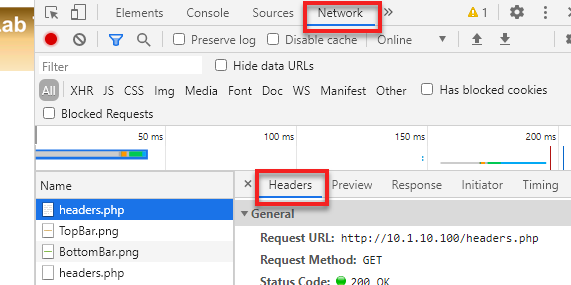 Lab
Elements Console Sources Network » 1
Preserve log Disable cache Online
Filter Hide data URLs
All XHR JS CSS Img Media Font Doc WS Manifest Other Has blocked cookies
Blocked Requests
50 ms 100 ms 150 ms 200 ms
Name × Headers Preview Response Initiator Timing
headers.php General
TopBar.png Request URL: http://10.1.10.100/headers.php
BottomBar.png Request Method: GET
headers.php Status Code: 200 OK